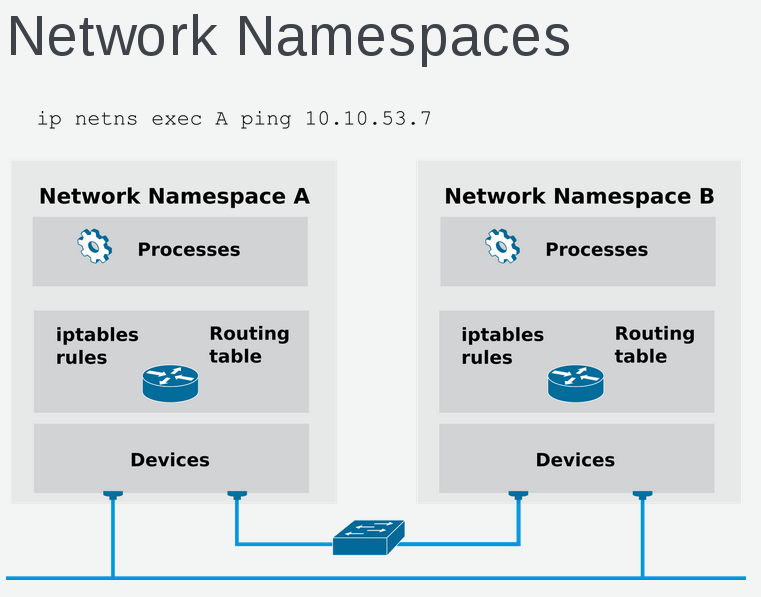 Network Namespaces
ip netns exec A ping 10.10.53.7
Network Namespace A
Processes
iptables
rules
Routing
table
Devices
Network Namespace B
Processes
iptables
rules
Routing
table
Devices